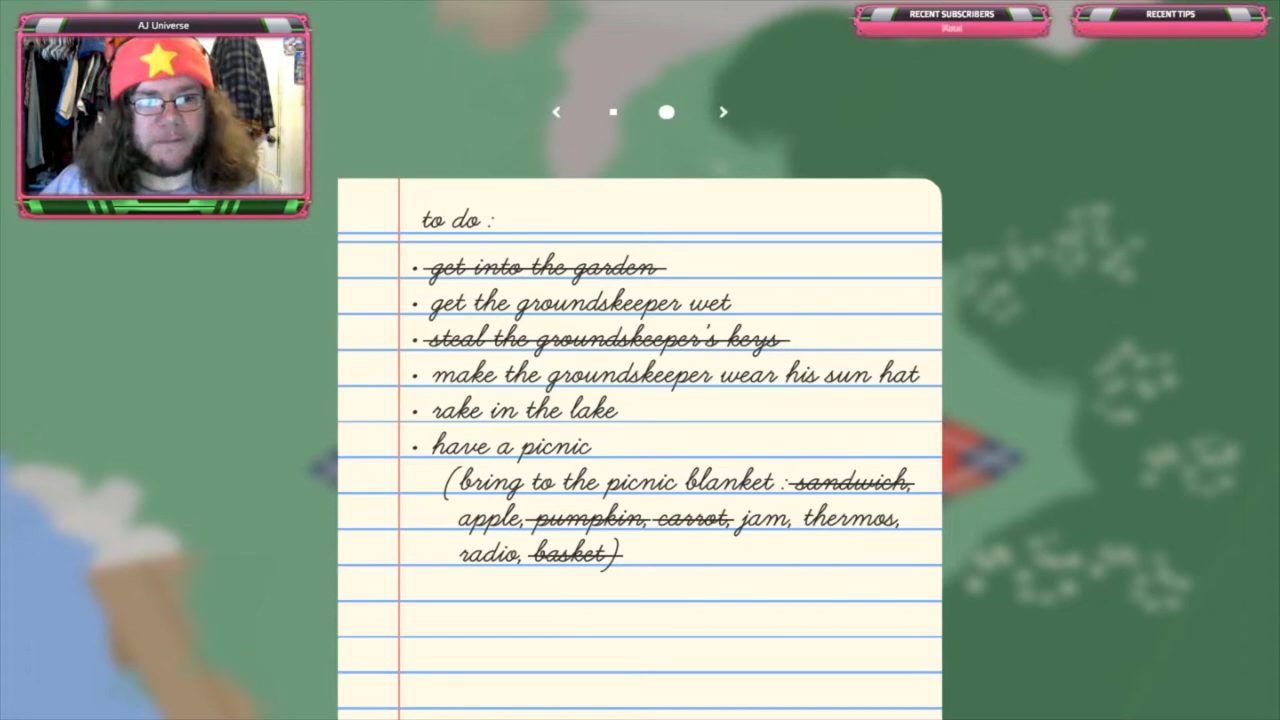 AJ Universe
RECENT SUBSCRIBERS
RECENT TIPS
to do :
• get into the garden
• get the groundskeeper wet
• steal the groundskeeper's keys
• make the groundskeeper wear his sun hat
• rake in the lake
• have a picnic
(bring to the picnic blanket : sandwich,
apple, pumpkin, carrot, jam, thermos,
radio, basket)